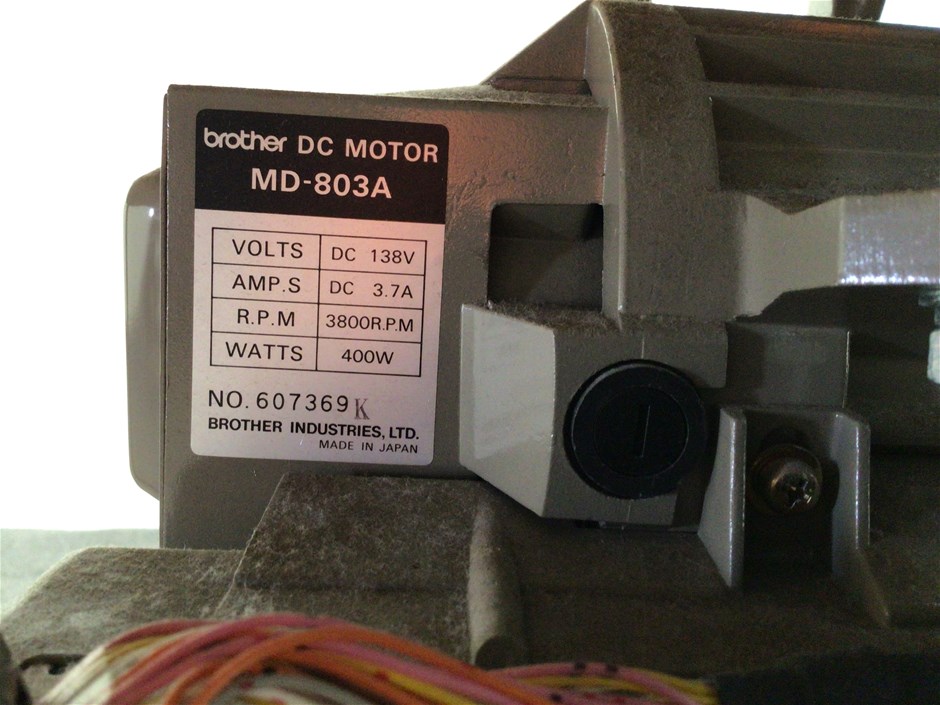 brother DC MOTOR
MD-803A
VOLTS DC 138V
AMP.S DC 3.7A
R.P.M 3800R.P.M
WATTS 400W
NO. 607369 K
BROTHER INDUSTRIES, LTD.
MADE IN JAPAN